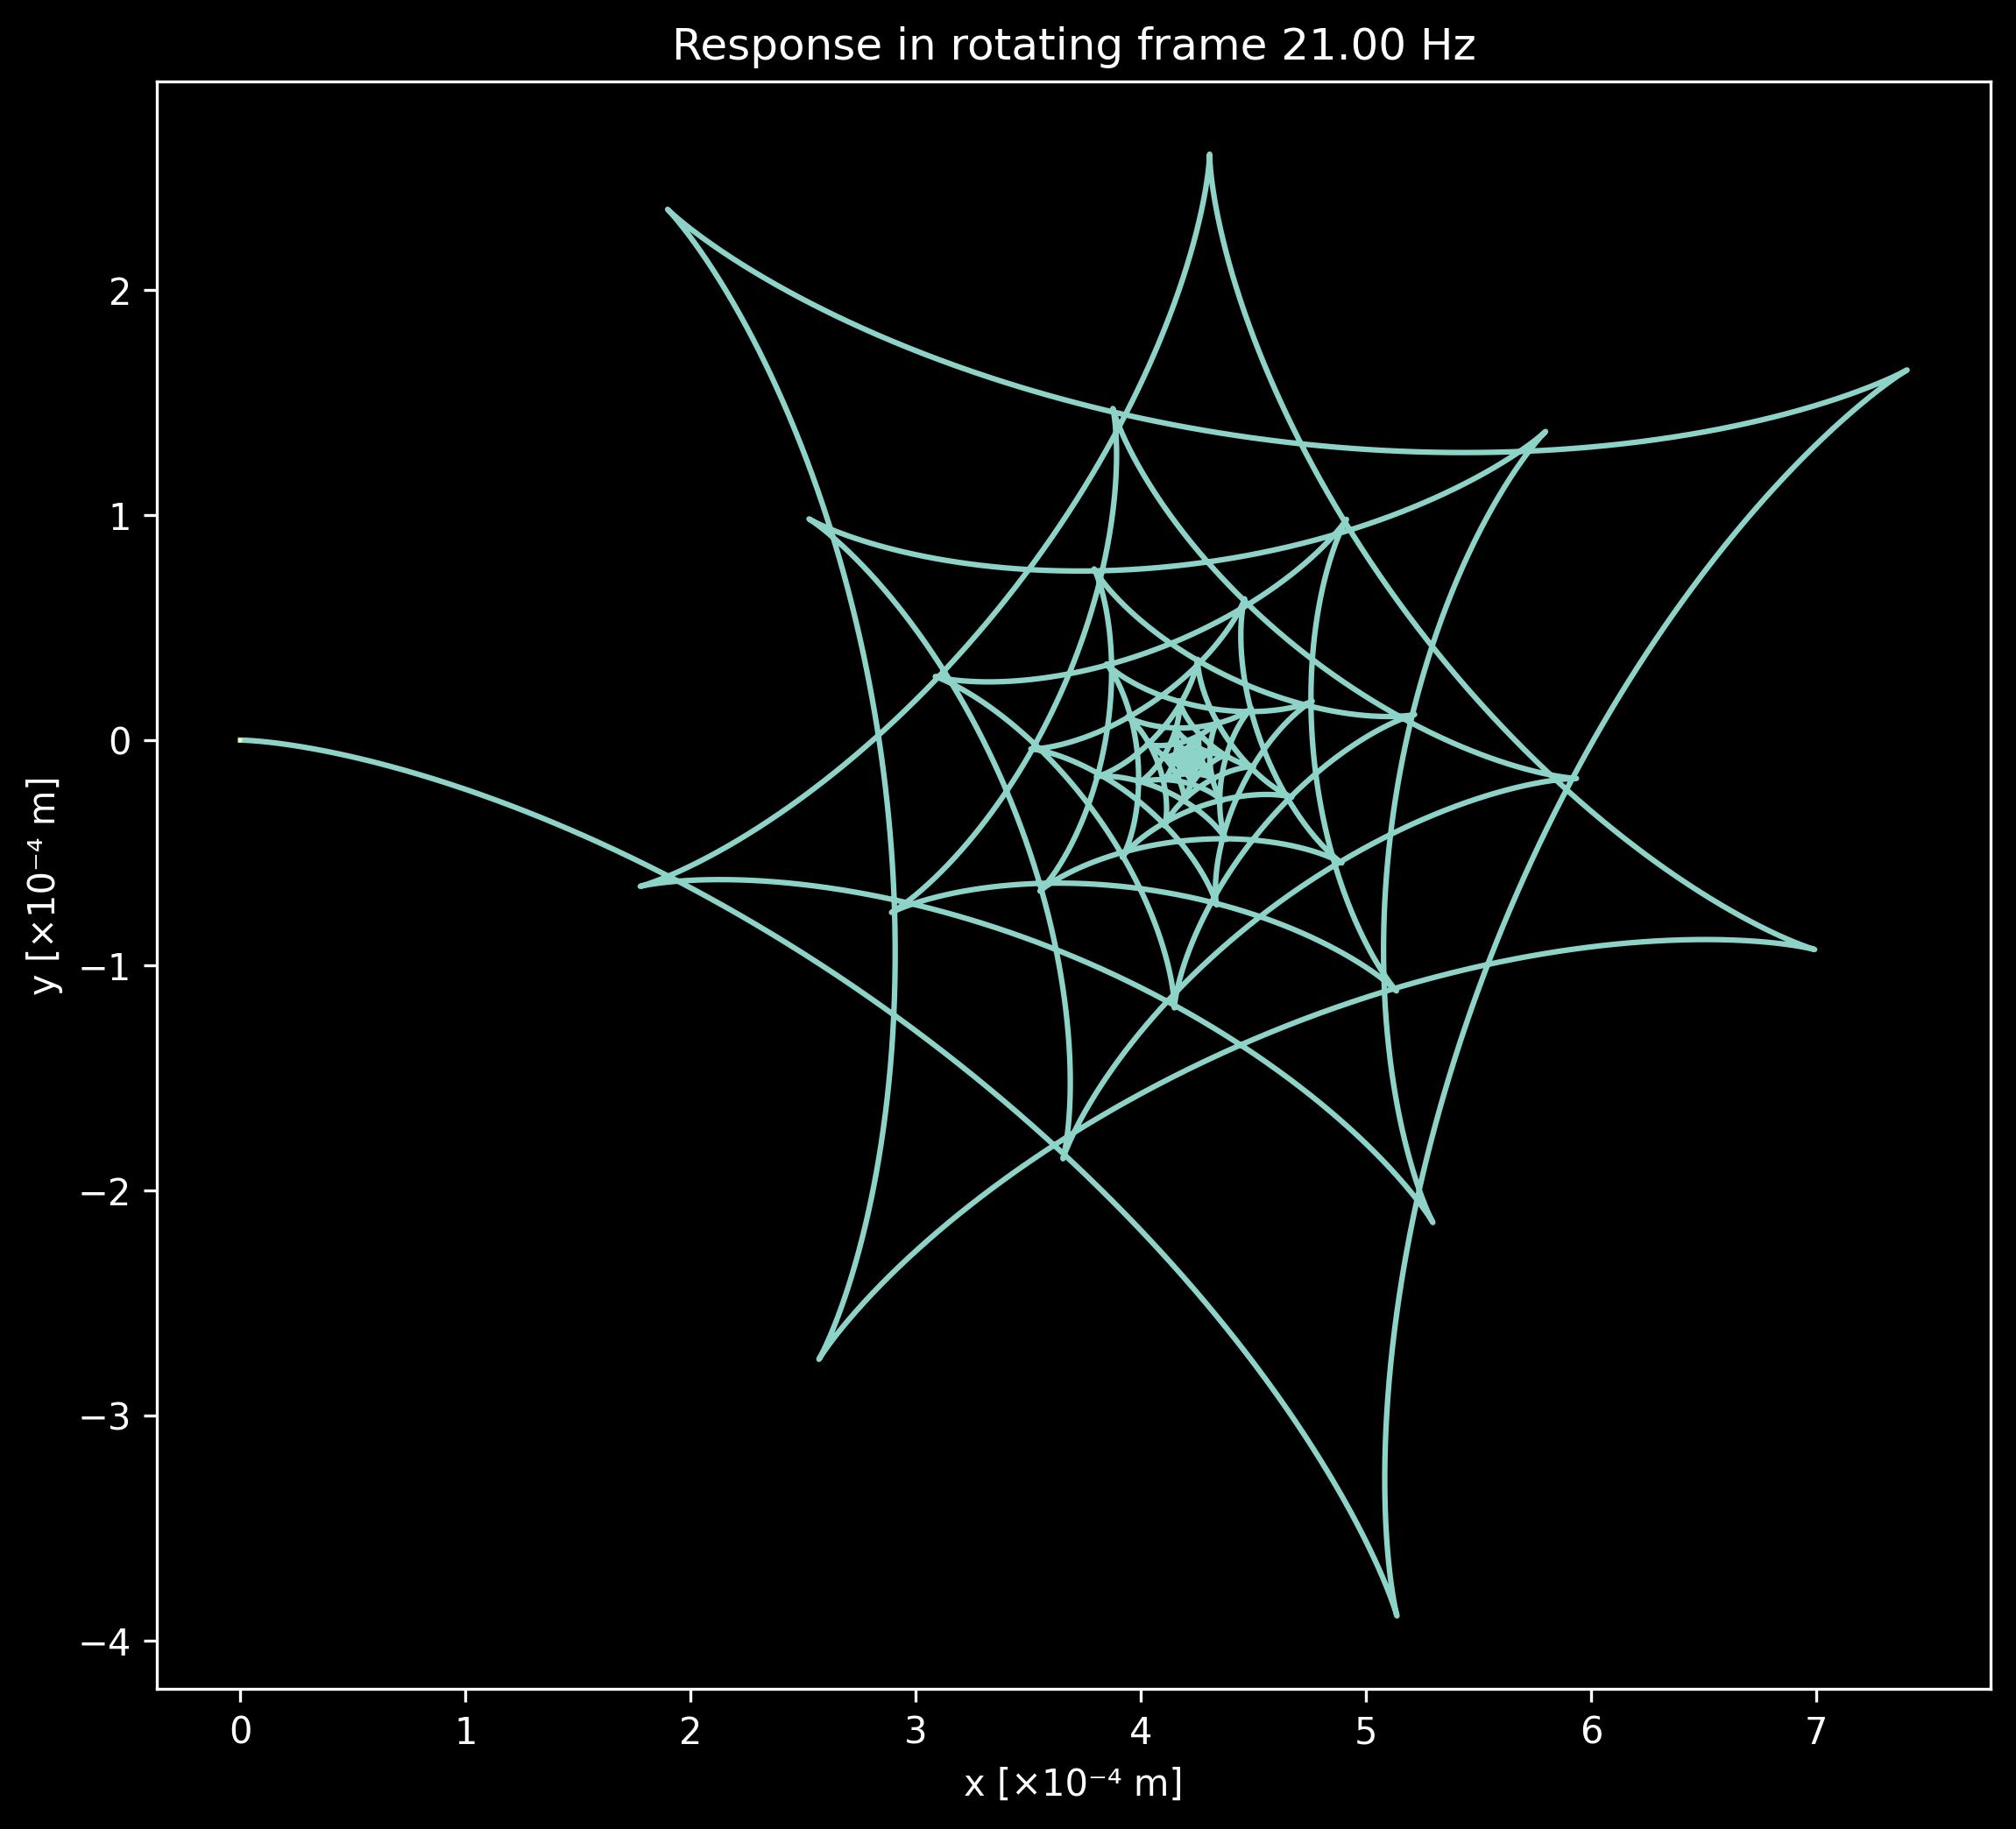 Response in rotating frame 21.00 Hz
2
1
0
−1
−2
−3
−4
y [×10⁻⁴ m]
0 1 2 3 4 5 6 7
x [×10⁻⁴ m]